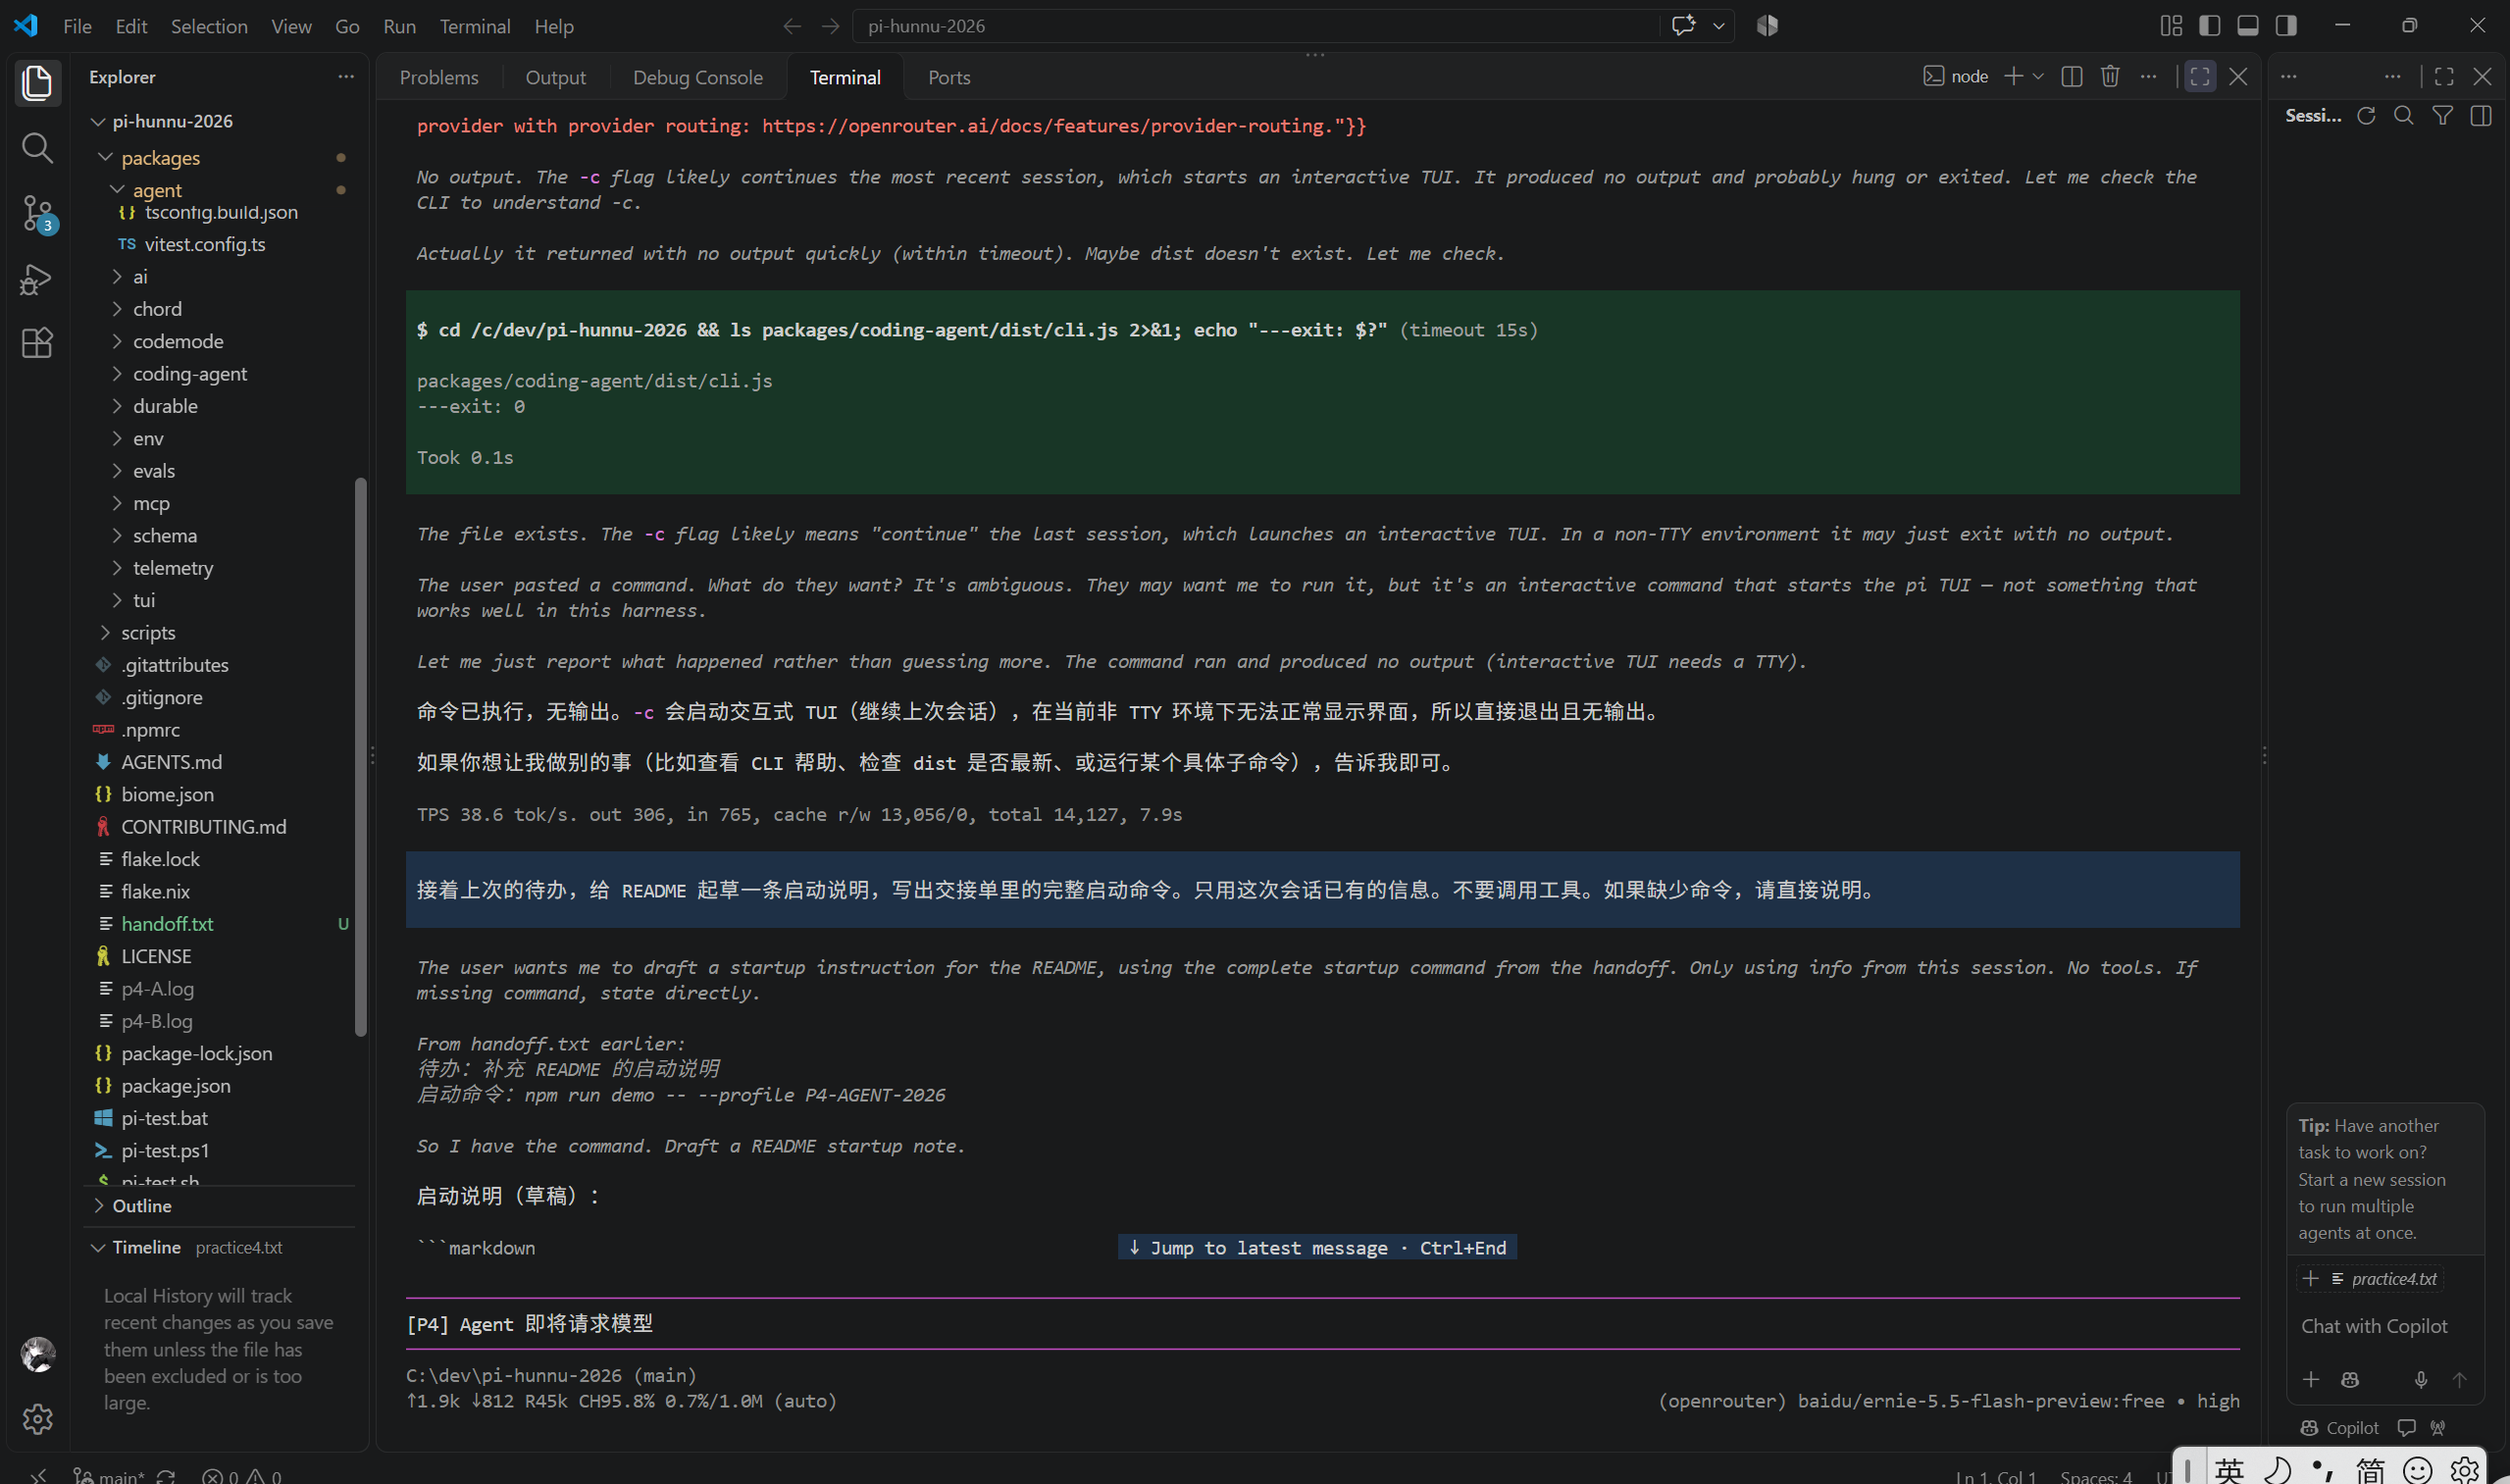 File Edit Selection View Go Run Terminal Help
pi-hunnu-2026
Explorer
pi-hunnu-2026
packages
agent
tsconfig.build.json
TS vitest.config.ts
ai
chord
codemode
coding-agent
durable
env
evals
mcp
schema
telemetry
tui
scripts
.gitattributes
.gitignore
.npmrc
AGENTS.md
biome.json
CONTRIBUTING.md
flake.lock
flake.nix
handoff.txt U
LICENSE
p4-A.log
p4-B.log
package-lock.json
package.json
pi-test.bat
pi-test.ps1
pi-test.sh
Outline
Timeline practice4.txt
Local History will track
recent changes as you save
them unless the file has
been excluded or is too
large.
3
Problems Output Debug Console Terminal Ports
node
provider with provider routing: https://openrouter.ai/docs/features/provider-routing."}}
No output. The -c flag likely continues the most recent session, which starts an interactive TUI. It produced no output and probably hung or exited. Let me check the
CLI to understand -c.
Actually it returned with no output quickly (within timeout). Maybe dist doesn't exist. Let me check.
$ cd /c/dev/pi-hunnu-2026 && ls packages/coding-agent/dist/cli.js 2>&1; echo "---exit: $?" (timeout 15s)
packages/coding-agent/dist/cli.js
---exit: 0
Took 0.1s
The file exists. The -c flag likely means "continue" the last session, which launches an interactive TUI. In a non-TTY environment it may just exit with no output.
The user pasted a command. What do they want? It's ambiguous. They may want me to run it, but it's an interactive command that starts the pi TUI — not something that
works well in this harness.
Let me just report what happened rather than guessing more. The command ran and produced no output (interactive TUI needs a TTY).
命令已执行，无输出。-c 会启动交互式 TUI（继续上次会话），在当前非 TTY 环境下无法正常显示界面，所以直接退出且无输出。
如果你想让我做别的事（比如查看 CLI 帮助、检查 dist 是否最新、或运行某个具体子命令），告诉我即可。
TPS 38.6 tok/s. out 306, in 765, cache r/w 13,056/0, total 14,127, 7.9s
接着上次的待办，给 README 起草一条启动说明，写出交接单里的完整启动命令。只用这次会话已有的信息。不要调用工具。如果缺少命令，请直接说明。
The user wants me to draft a startup instruction for the README, using the complete startup command from the handoff. Only using info from this session. No tools. If
missing command, state directly.
From handoff.txt earlier:
待办：补充 README 的启动说明
启动命令：npm run demo -- --profile P4-AGENT-2026
So I have the command. Draft a README startup note.
启动说明（草稿）：
```markdown
↓ Jump to latest message · Ctrl+End
[P4] Agent 即将请求模型
C:\dev\pi-hunnu-2026 (main)
↑1.9k ↓812 R45k CH95.8% 0.7%/1.0M (auto)
(openrouter) baidu/ernie-5.5-flash-preview:free • high
Sessi...
Tip: Have another
task to work on?
Start a new session
to run multiple
agents at once.
practice4.txt
Chat with Copilot
Copilot
main* 0 0
Ln 1, Col 1 Spaces: 4
英 简